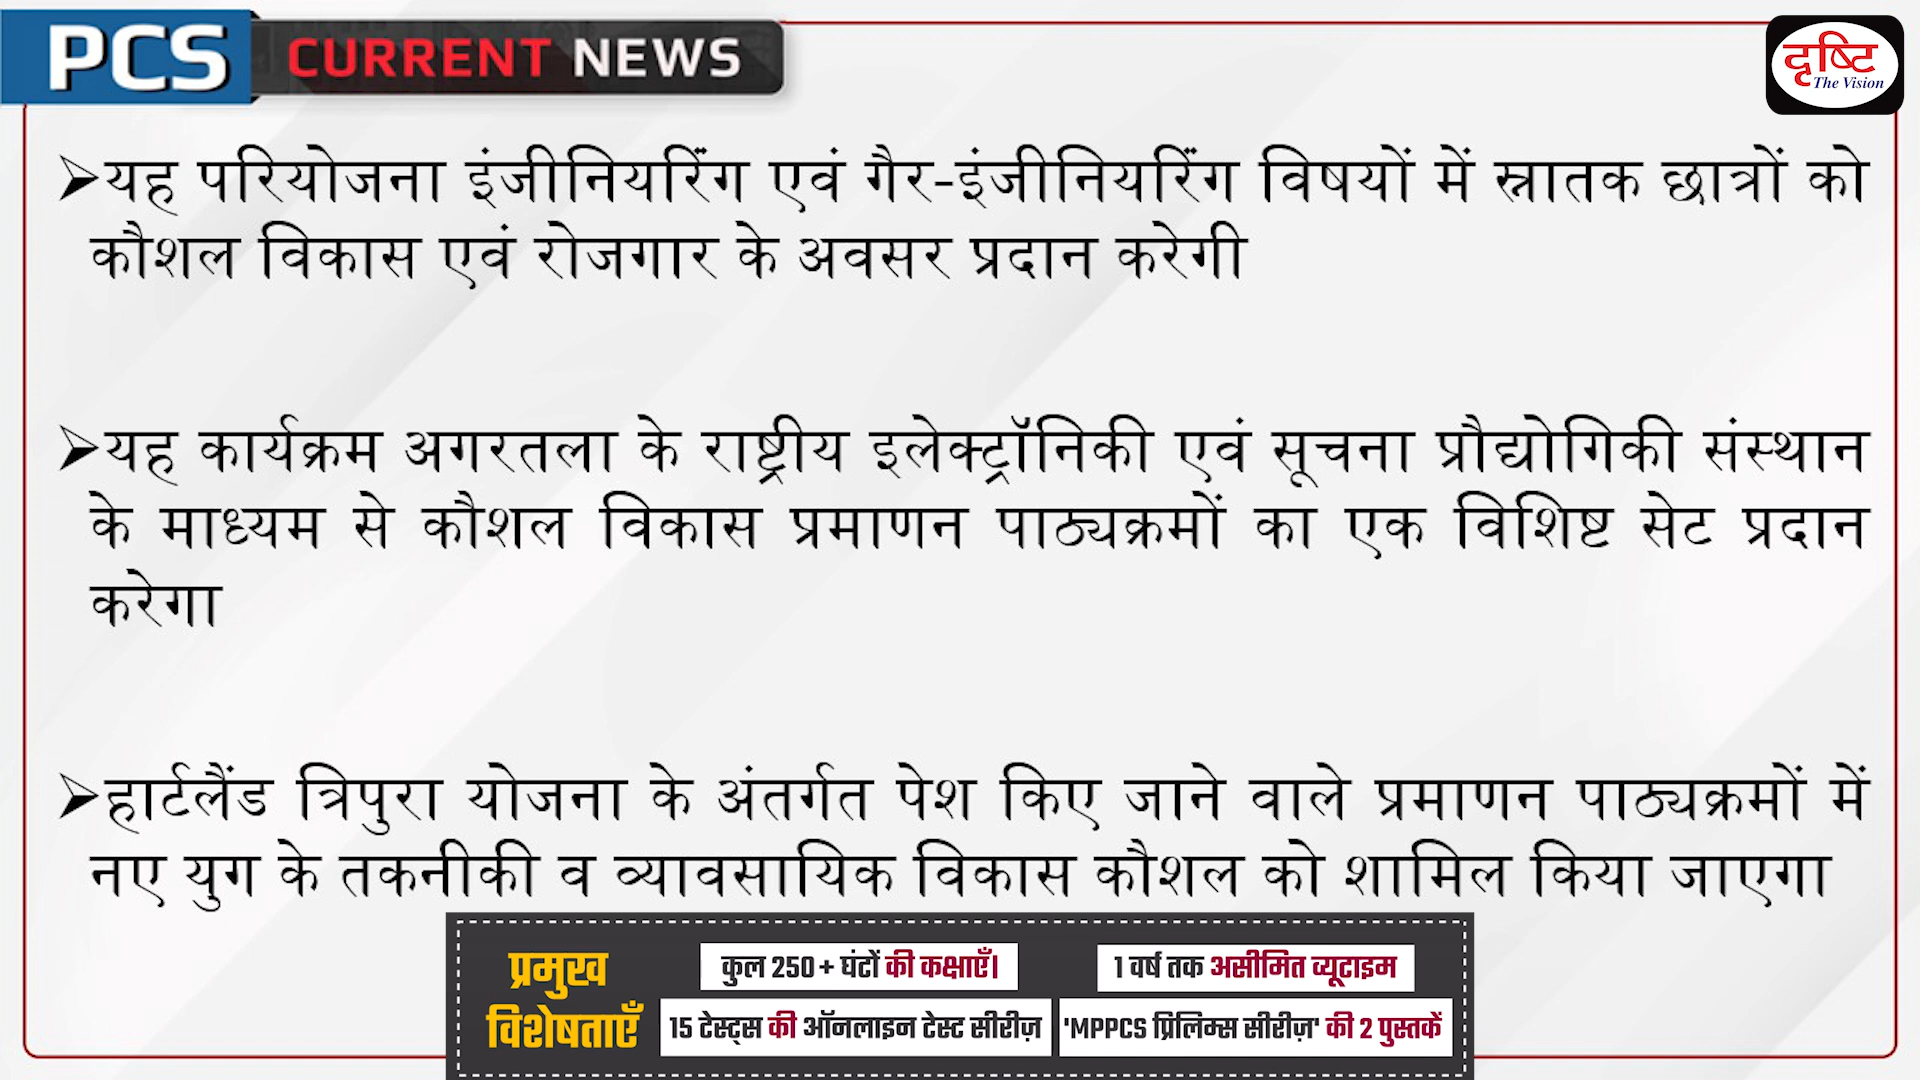 PCS CURRENT NEWS
दृष्टि
The Vision
➢यह परियोजना इंजीनियरिंग एवं गैर-इंजीनियरिंग विषयों में स्नातक छात्रों को
कौशल विकास एवं रोजगार के अवसर प्रदान करेगी
➢यह कार्यक्रम अगरतला के राष्ट्रीय इलेक्ट्रॉनिकी एवं सूचना प्रौद्योगिकी संस्थान
के माध्यम से कौशल विकास प्रमाणन पाठ्यक्रमों का एक विशिष्ट सेट प्रदान
करेगा
➢हार्टलैंड त्रिपुरा योजना के अंतर्गत पेश किए जाने वाले प्रमाणन पाठ्यक्रमों में
नए युग के तकनीकी व व्यावसायिक विकास कौशल को शामिल किया जाएगा
प्रमुख
विशेषताएँ
कुल 250+ घंटों की कक्षाएँ।
1 वर्ष तक असीमित व्यूटाइम
15 टेस्ट्स की ऑनलाइन टेस्ट सीरीज़
'MPPCS प्रिलिम्स सीरीज़' की 2 पुस्तकें